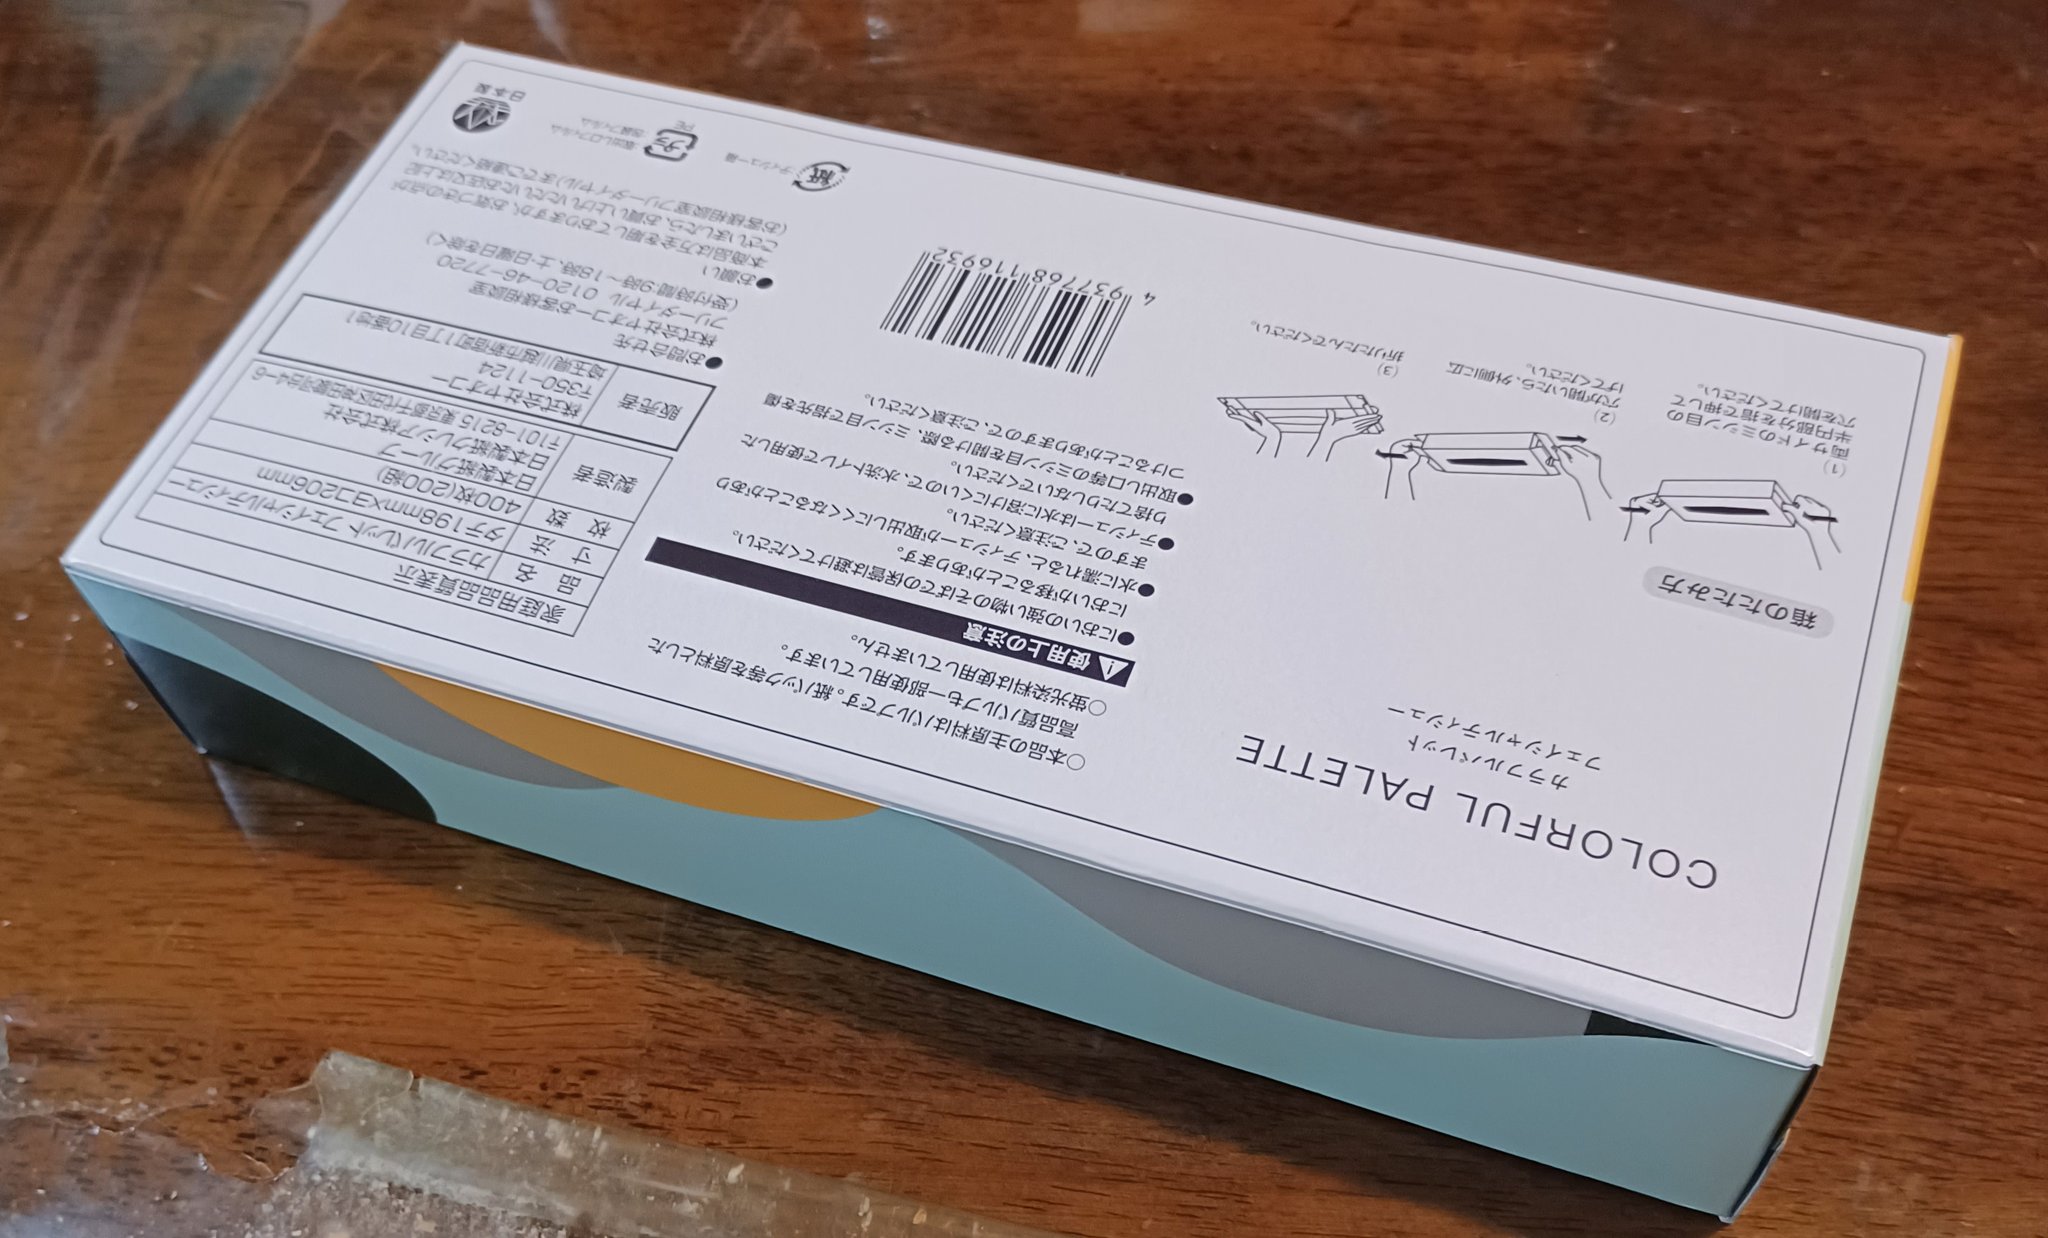 COLORFUL PALETTE
カラフルパレット
フェイシャルティシュー
箱のたたみ方
(1)
両サイドのミシン目の
半円部分を指で押して
穴を開けてください。
(2)
穴が開いたら、外側に広
げてください。
(3)
折りたたんでください。
○本品の主原料はパルプです。紙パック等を原料とした
高品質パルプも一部使用しています。
○蛍光染料は使用していません。
使用上の注意
●においの強い物のそばでの保管は避けてください。
においが移ることがあります。
●水に濡れると、ティシューが取出しにくくなることがあり
ますので、ご注意ください。
●ティシューは水に溶けにくいので、水洗トイレで使用した
り捨てたりしないでください。
●取出し口等のミシン目を開ける際、ミシン目で指先を傷
つけることがありますので、ご注意ください。
4 937768 116932
家庭用品品質表示
品 名 カラフルパレット フェイシャルティシュー
寸 法 タテ198mm×ヨコ206mm
枚 数 400枚(200組)
製造者 日本製紙グループ
日本製紙クレシア株式会社
〒101-8215 東京都千代田区神田駿河台4-6
販売者 株式会社ヤオコー
〒350-1124
埼玉県川越市新宿町1丁目10番地1
●お問合せ先
株式会社ヤオコーお客様相談室
フリーダイヤル 0120-46-7720
(受付時間9時〜18時、土・日曜日を除く)
●お願い
本商品は万全を期しておりますが、お気づきの点が
ございましたら、お買い上げいただいたお店又は上記
(お客様相談室フリーダイヤル)までご連絡ください。
紙
ティシュー箱
プラ
PE
取出し口フィルム
包装フィルム
日本製